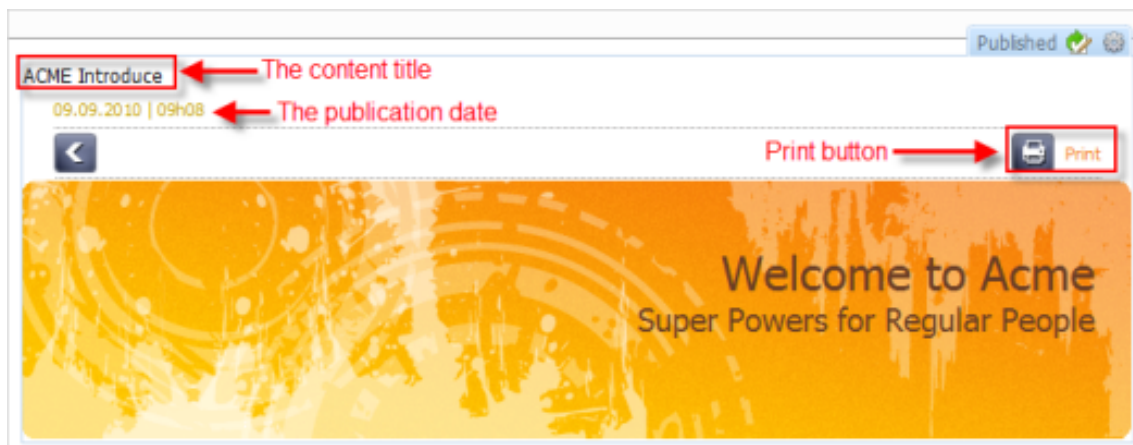 Published
ACME Introduce The content title
09.09.2010 | 09h08 The publication date
Print button Print
Welcome to Acme
Super Powers for Regular People